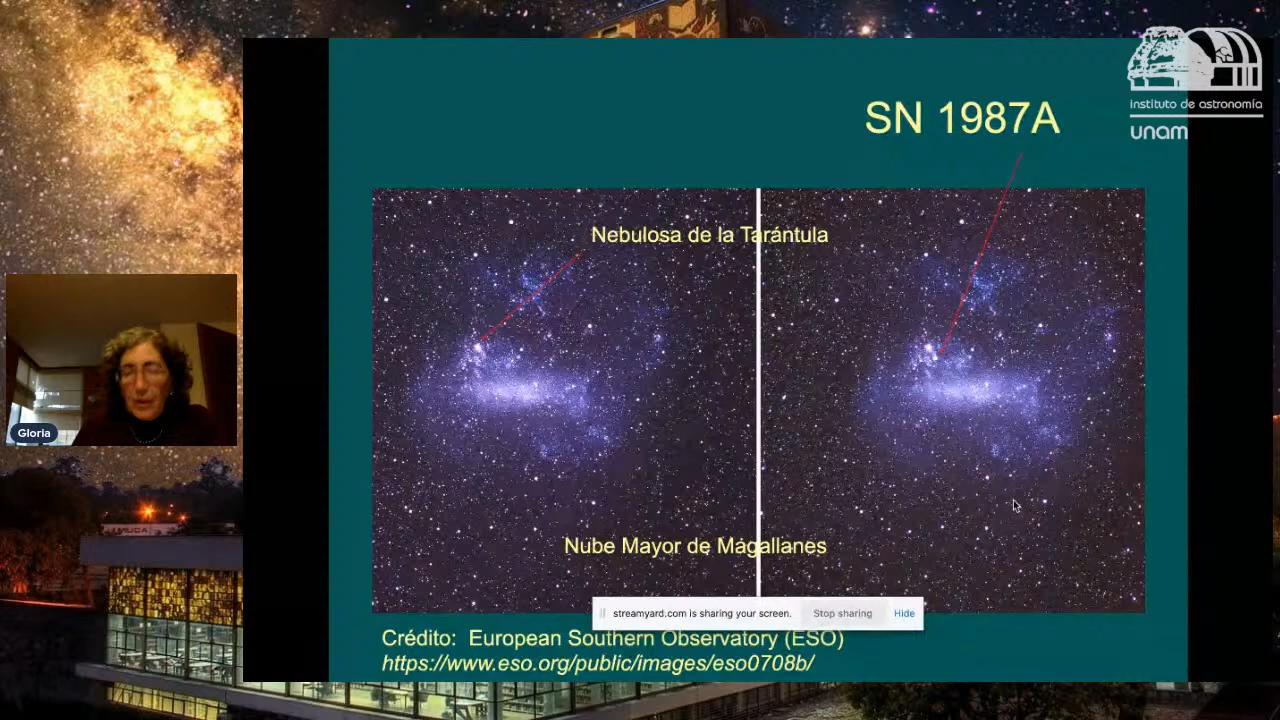 SN 1987A
instituto de astronomía
unam
Nebulosa de la Tarántula
Gloria
MUCA
Nube Mayor de Magallanes
streamyard.com is sharing your screen. Stop sharing Hide
Crédito: European Southern Observatory (ESO)
https://www.eso.org/public/images/eso0708b/